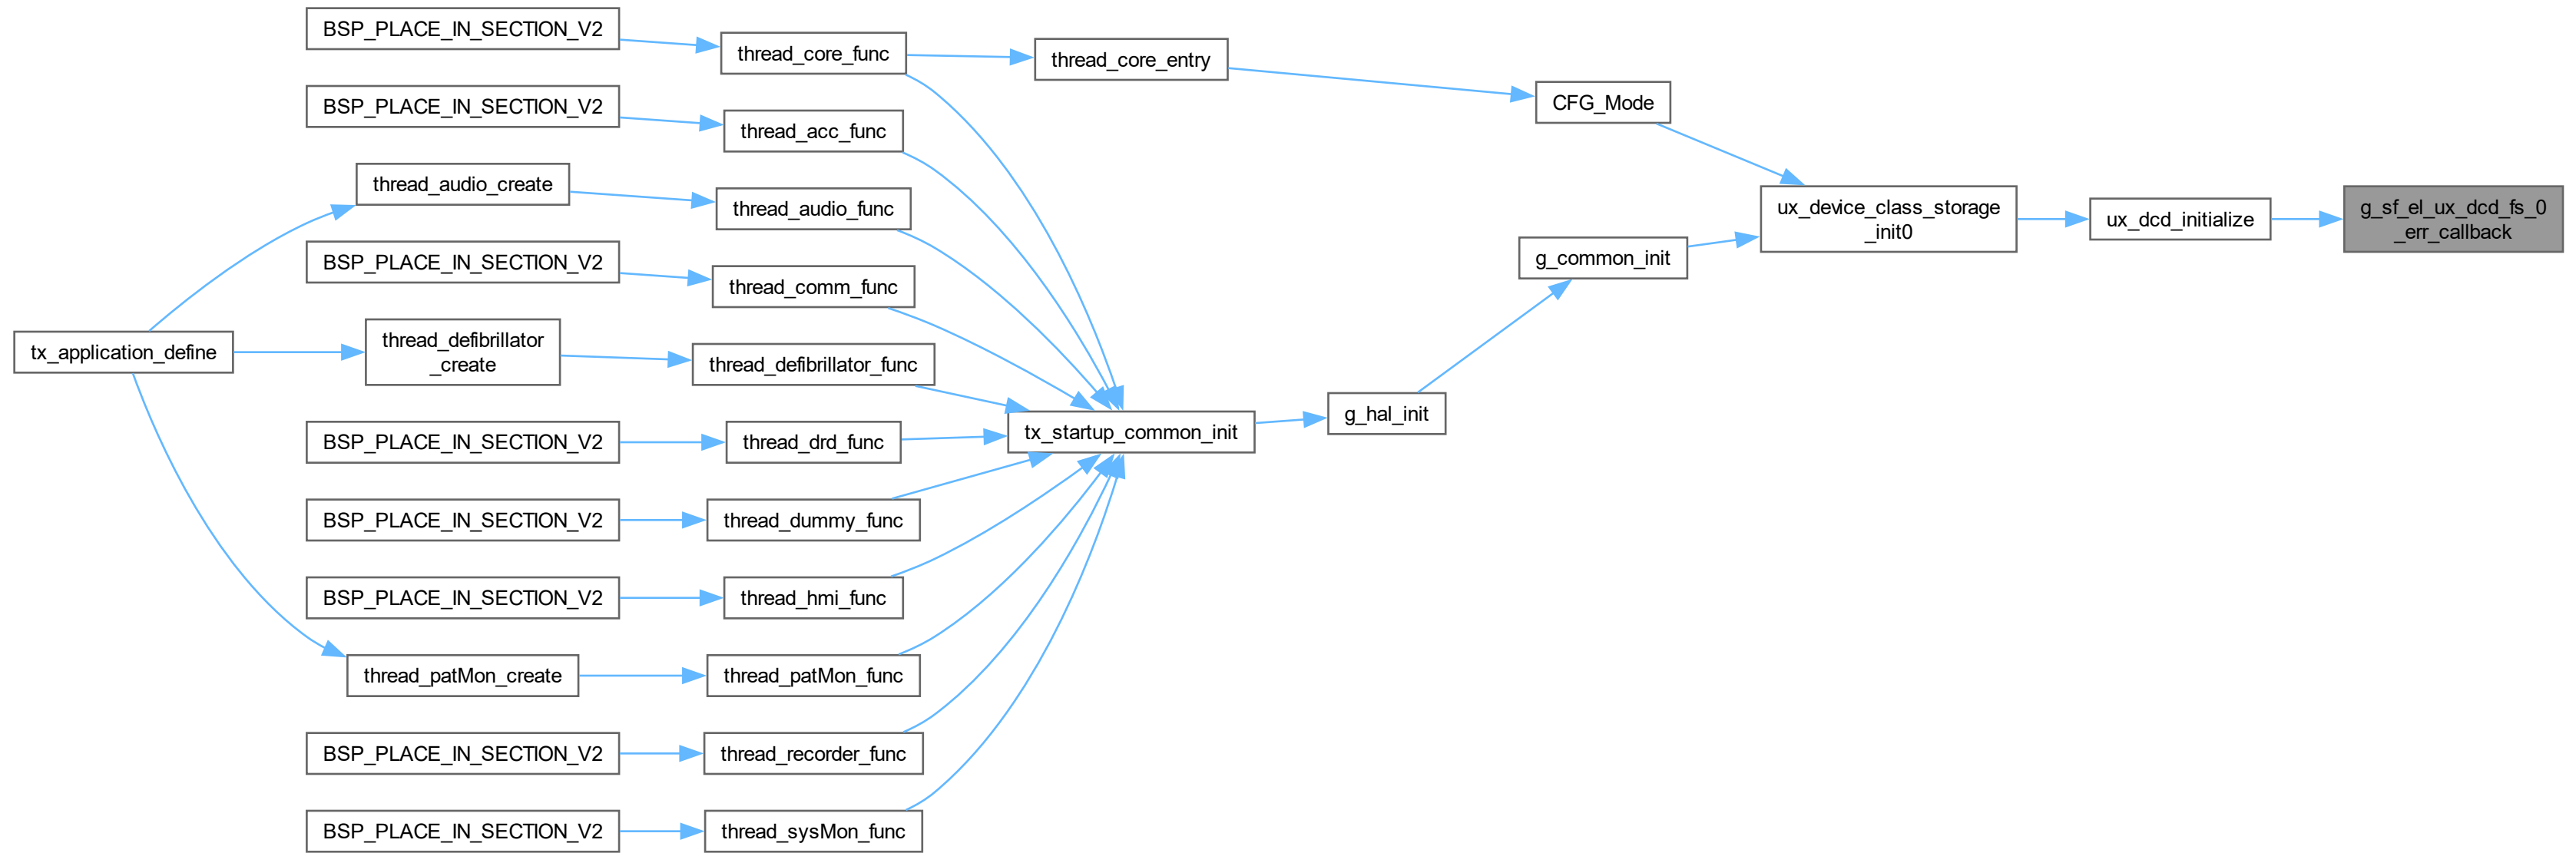 BSP_PLACE_IN_SECTION_V2
thread_core_func
thread_core_entry
CFG_Mode
BSP_PLACE_IN_SECTION_V2
thread_acc_func
thread_audio_create
thread_audio_func
ux_device_class_storage
_init0
ux_dcd_initialize
g_sf_el_ux_dcd_fs_0
_err_callback
BSP_PLACE_IN_SECTION_V2
thread_comm_func
g_common_init
tx_application_define
thread_defibrillator
_create
thread_defibrillator_func
g_hal_init
tx_startup_common_init
BSP_PLACE_IN_SECTION_V2
thread_drd_func
BSP_PLACE_IN_SECTION_V2
thread_dummy_func
BSP_PLACE_IN_SECTION_V2
thread_hmi_func
thread_patMon_create
thread_patMon_func
BSP_PLACE_IN_SECTION_V2
thread_recorder_func
BSP_PLACE_IN_SECTION_V2
thread_sysMon_func